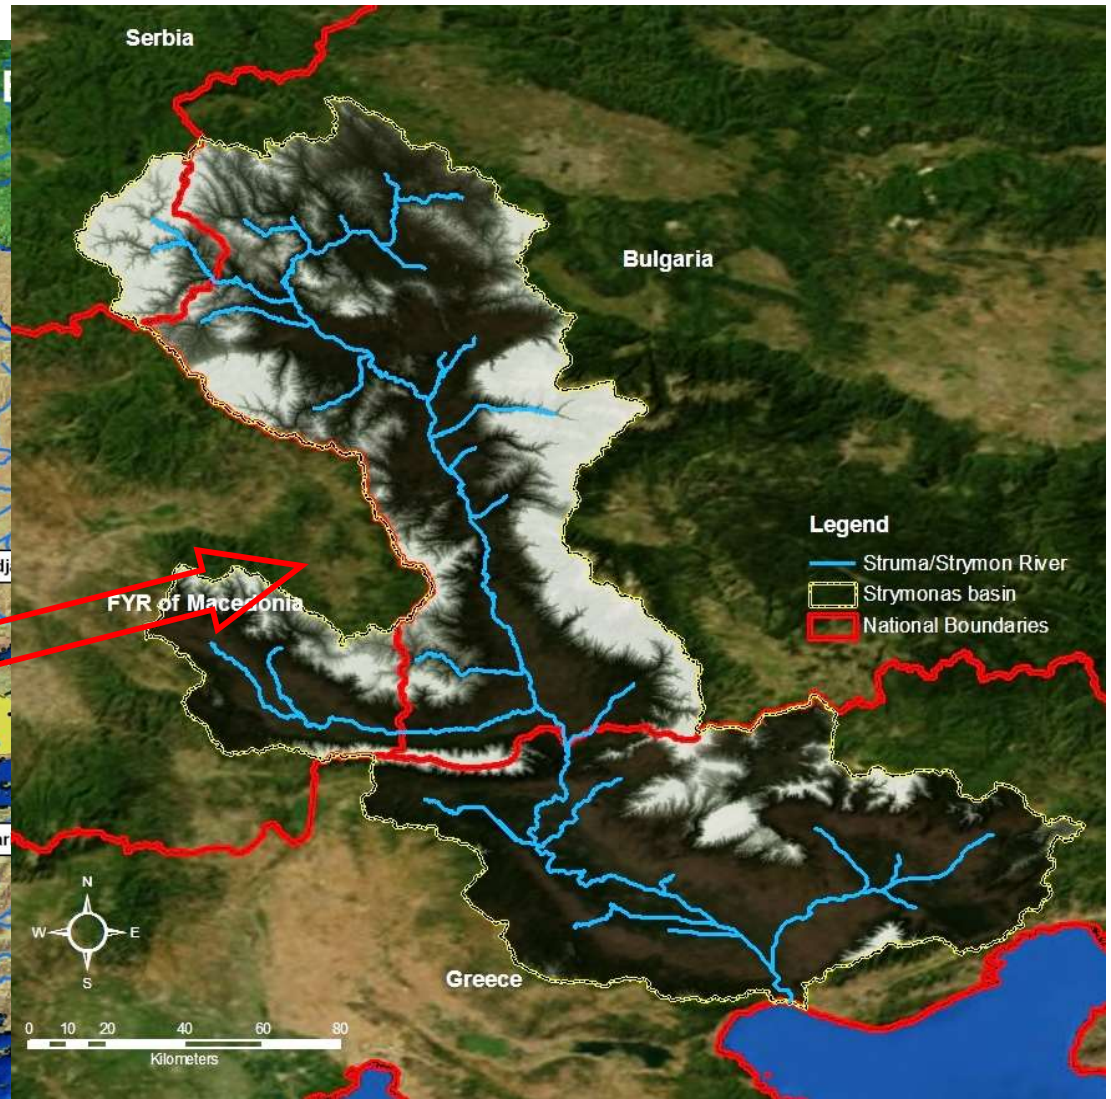 Serbia
Bulgaria
Legend
Struma/Strymon River
Strymonas basin
National Boundaries
FYR of Macedonia
N
W
E
S
Greece
0 10 20 40 60 80
Kilometers